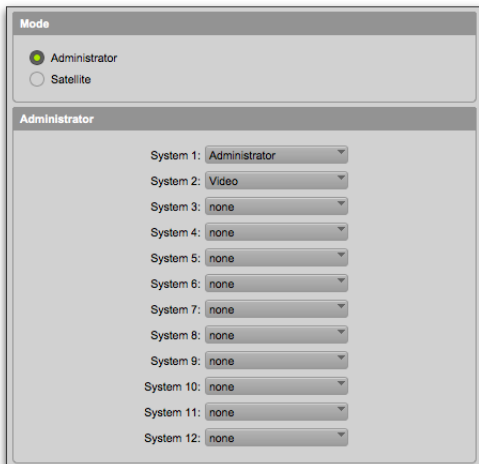 Mode
Administrator
Satellite
Administrator
System 1: Administrator
System 2: Video
System 3: none
System 4: none
System 5: none
System 6: none
System 7: none
System 8: none
System 9: none
System 10: none
System 11: none
System 12: none